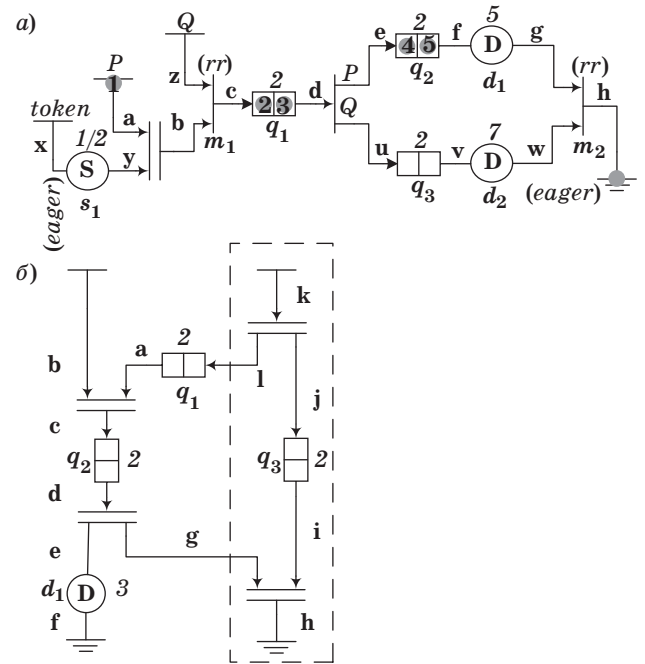 а)
Q
P
z
(rr)
1
token
x
a
1/2
S
y
b
s1
(eager)
m1
c
2
2 3
q1
d
P
Q
e
2
4 5
q2
f
5
D
d1
g
(rr)
h
m2
u
2
q3
v
7
D
d2
w
(eager)
б)
k
b
a
2
q1
l
j
c
q2
2
q3
2
d
i
e
g
d1
D
3
f
h